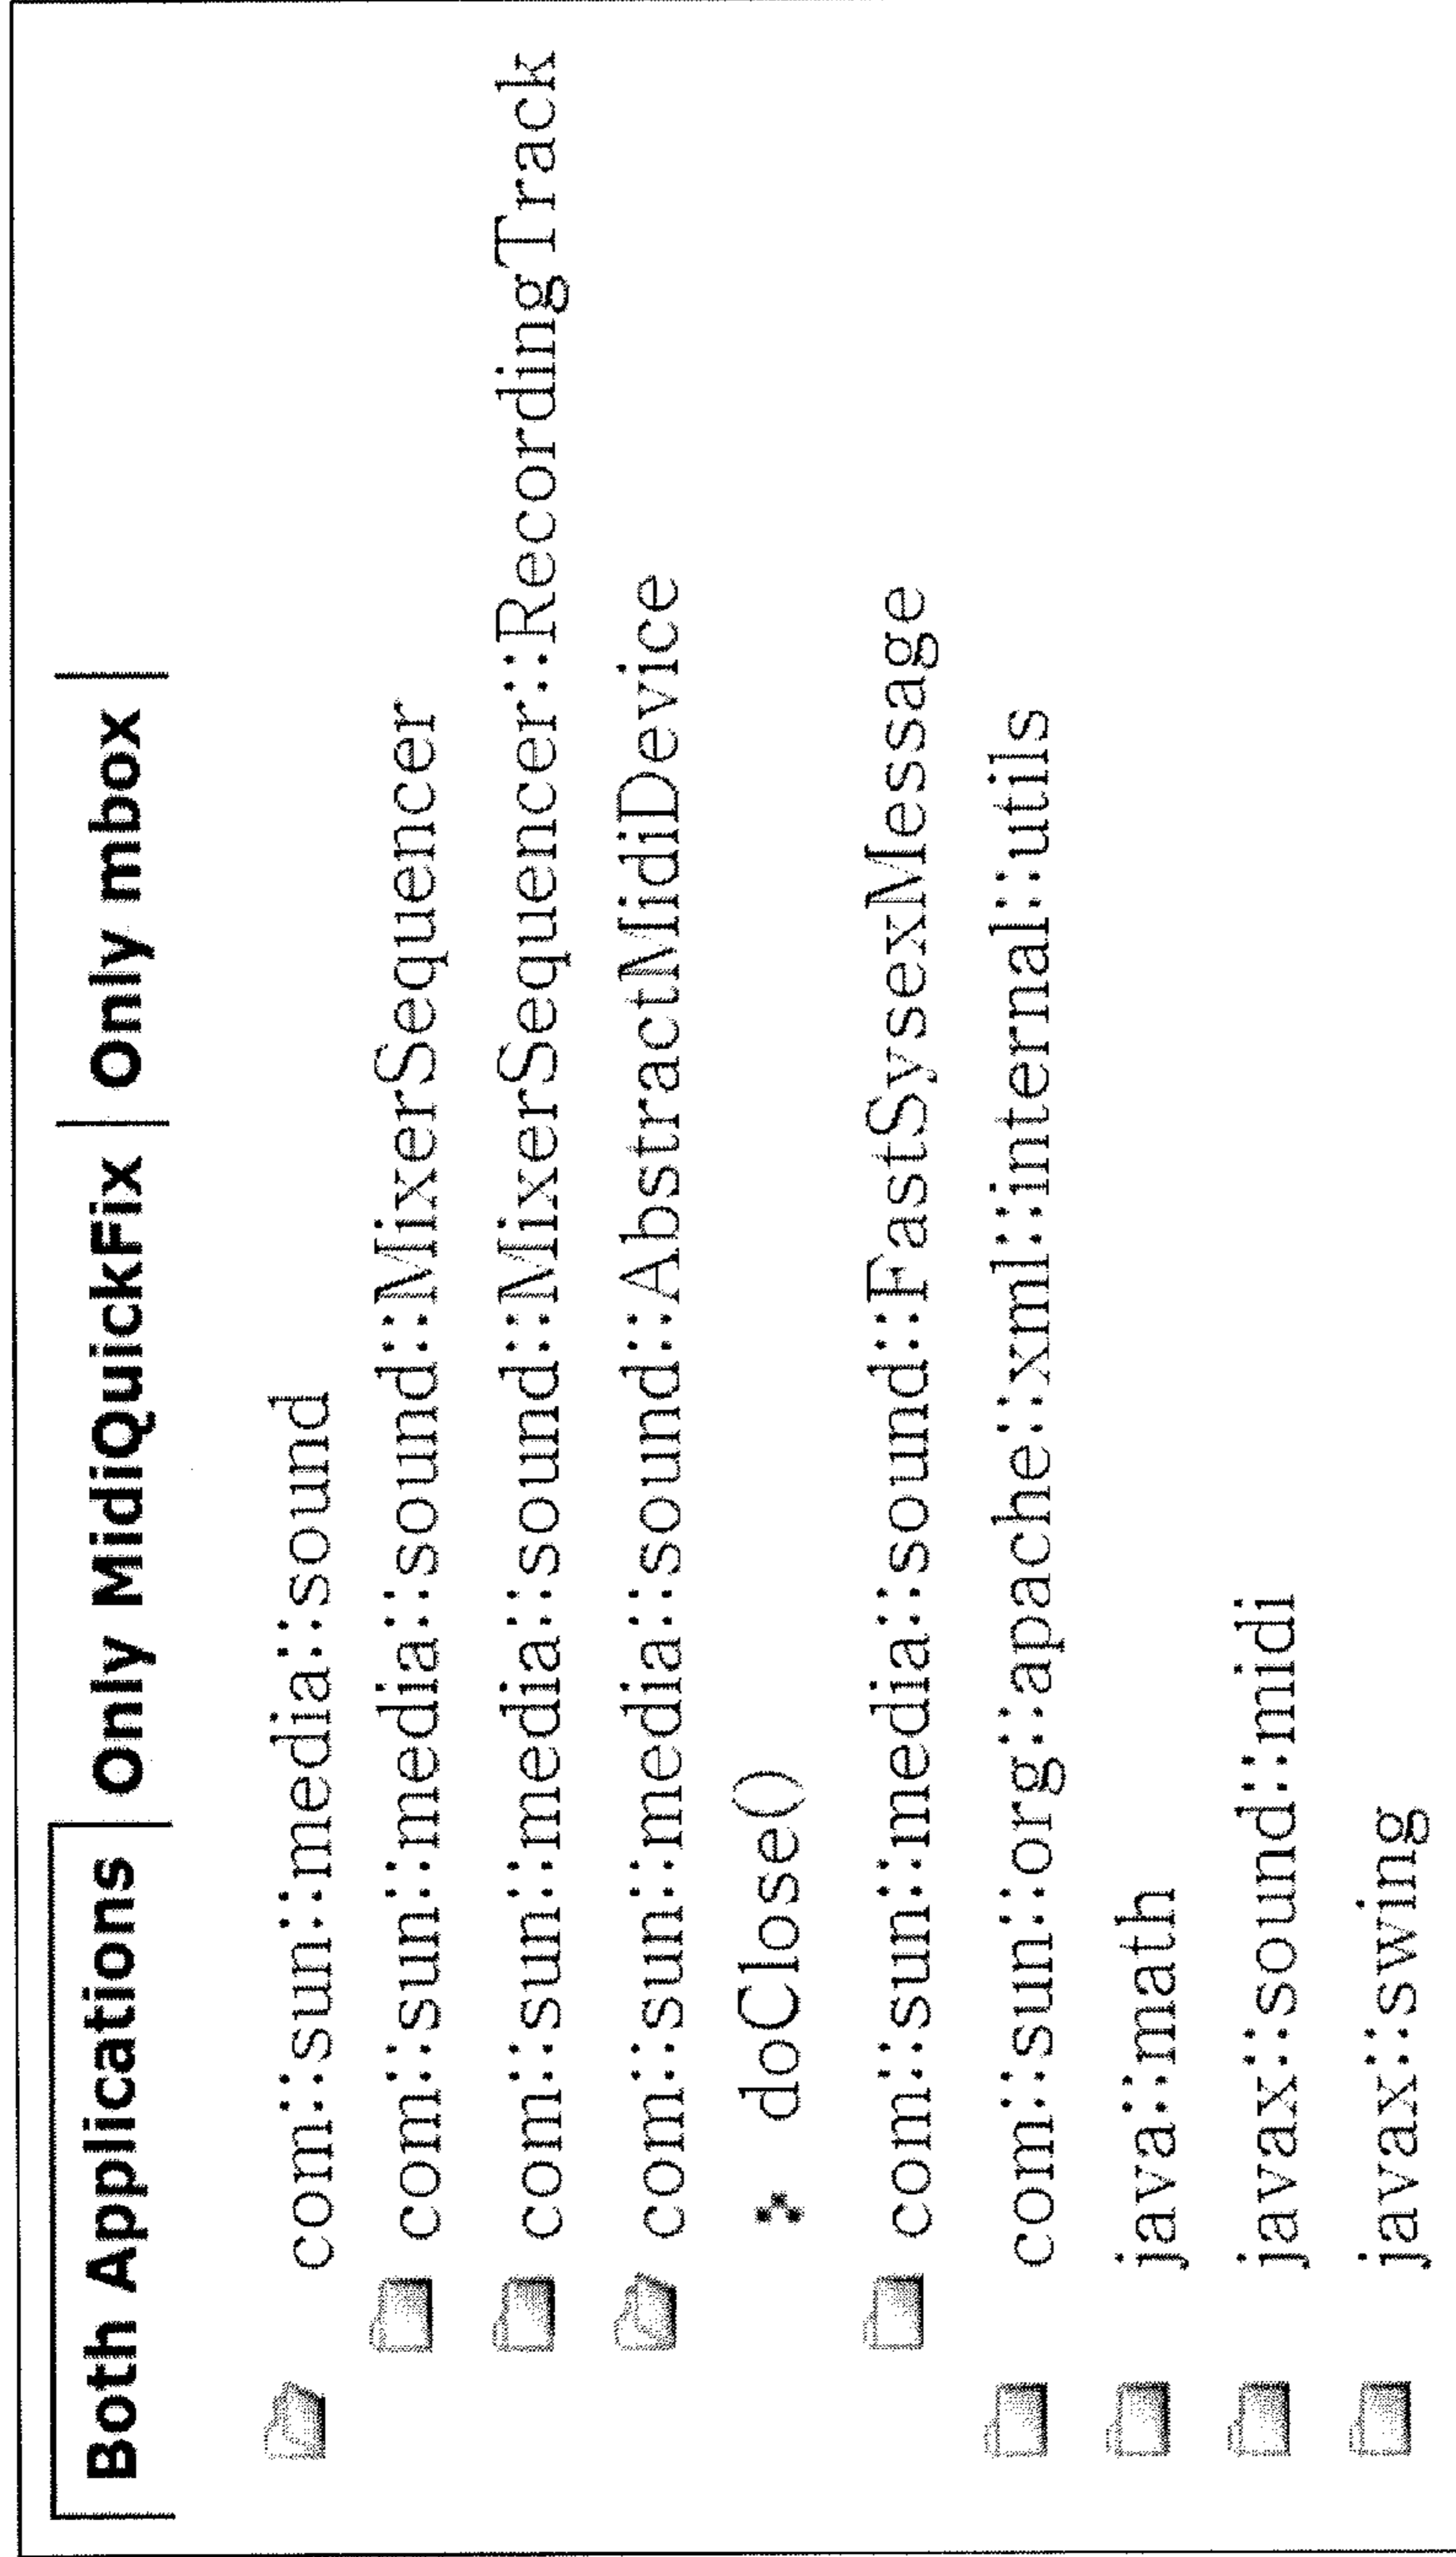 Both Applications Only MidiQuickFix Only mbox
com::sun::media::sound
com::sun::media::sound::MixerSequencer
com::sun::media::sound::MixerSequencer::RecordingTrack
com::sun::media::sound::AbstractMidiDevice
doClose()
com::sun::media::sound::FastSysexMessage
com::sun::org::apache::xml::internal::utils
java::math
javax::sound::midi
javax::swing